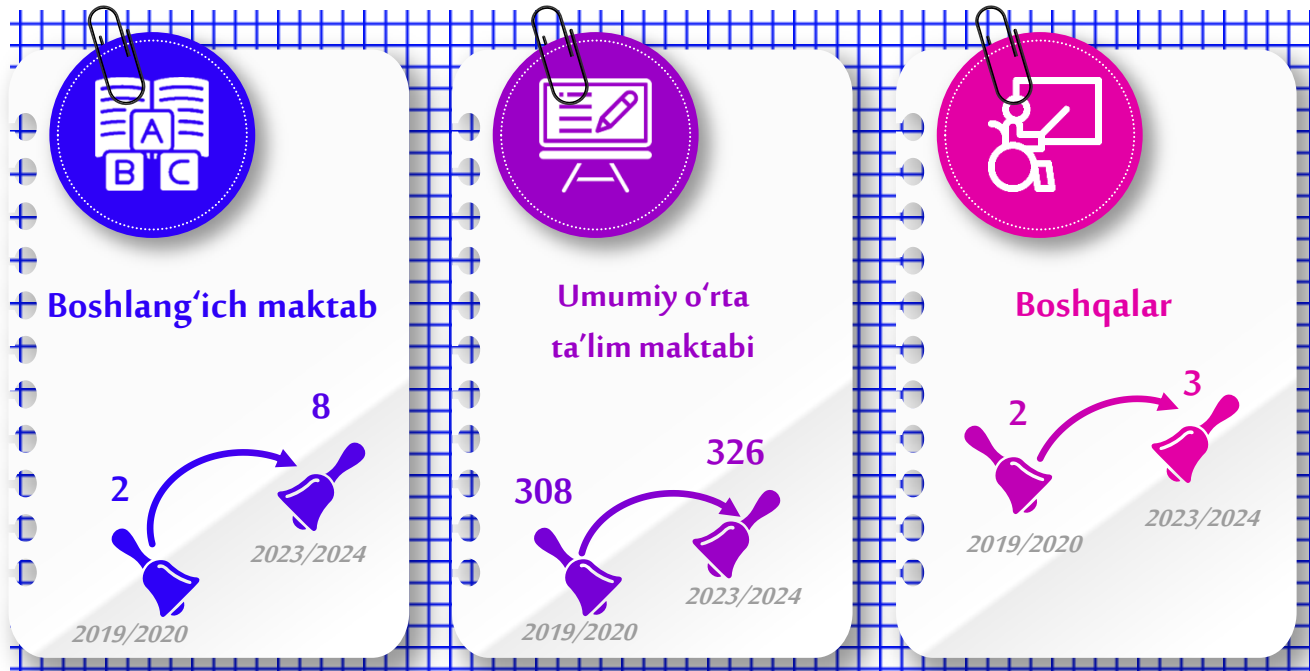 A
B C
Boshlang‘ich maktab
8
2
2023/2024
2019/2020
Umumiy o‘rta
ta’lim maktabi
326
308
2023/2024
2019/2020
Boshqalar
3
2
2023/2024
2019/2020